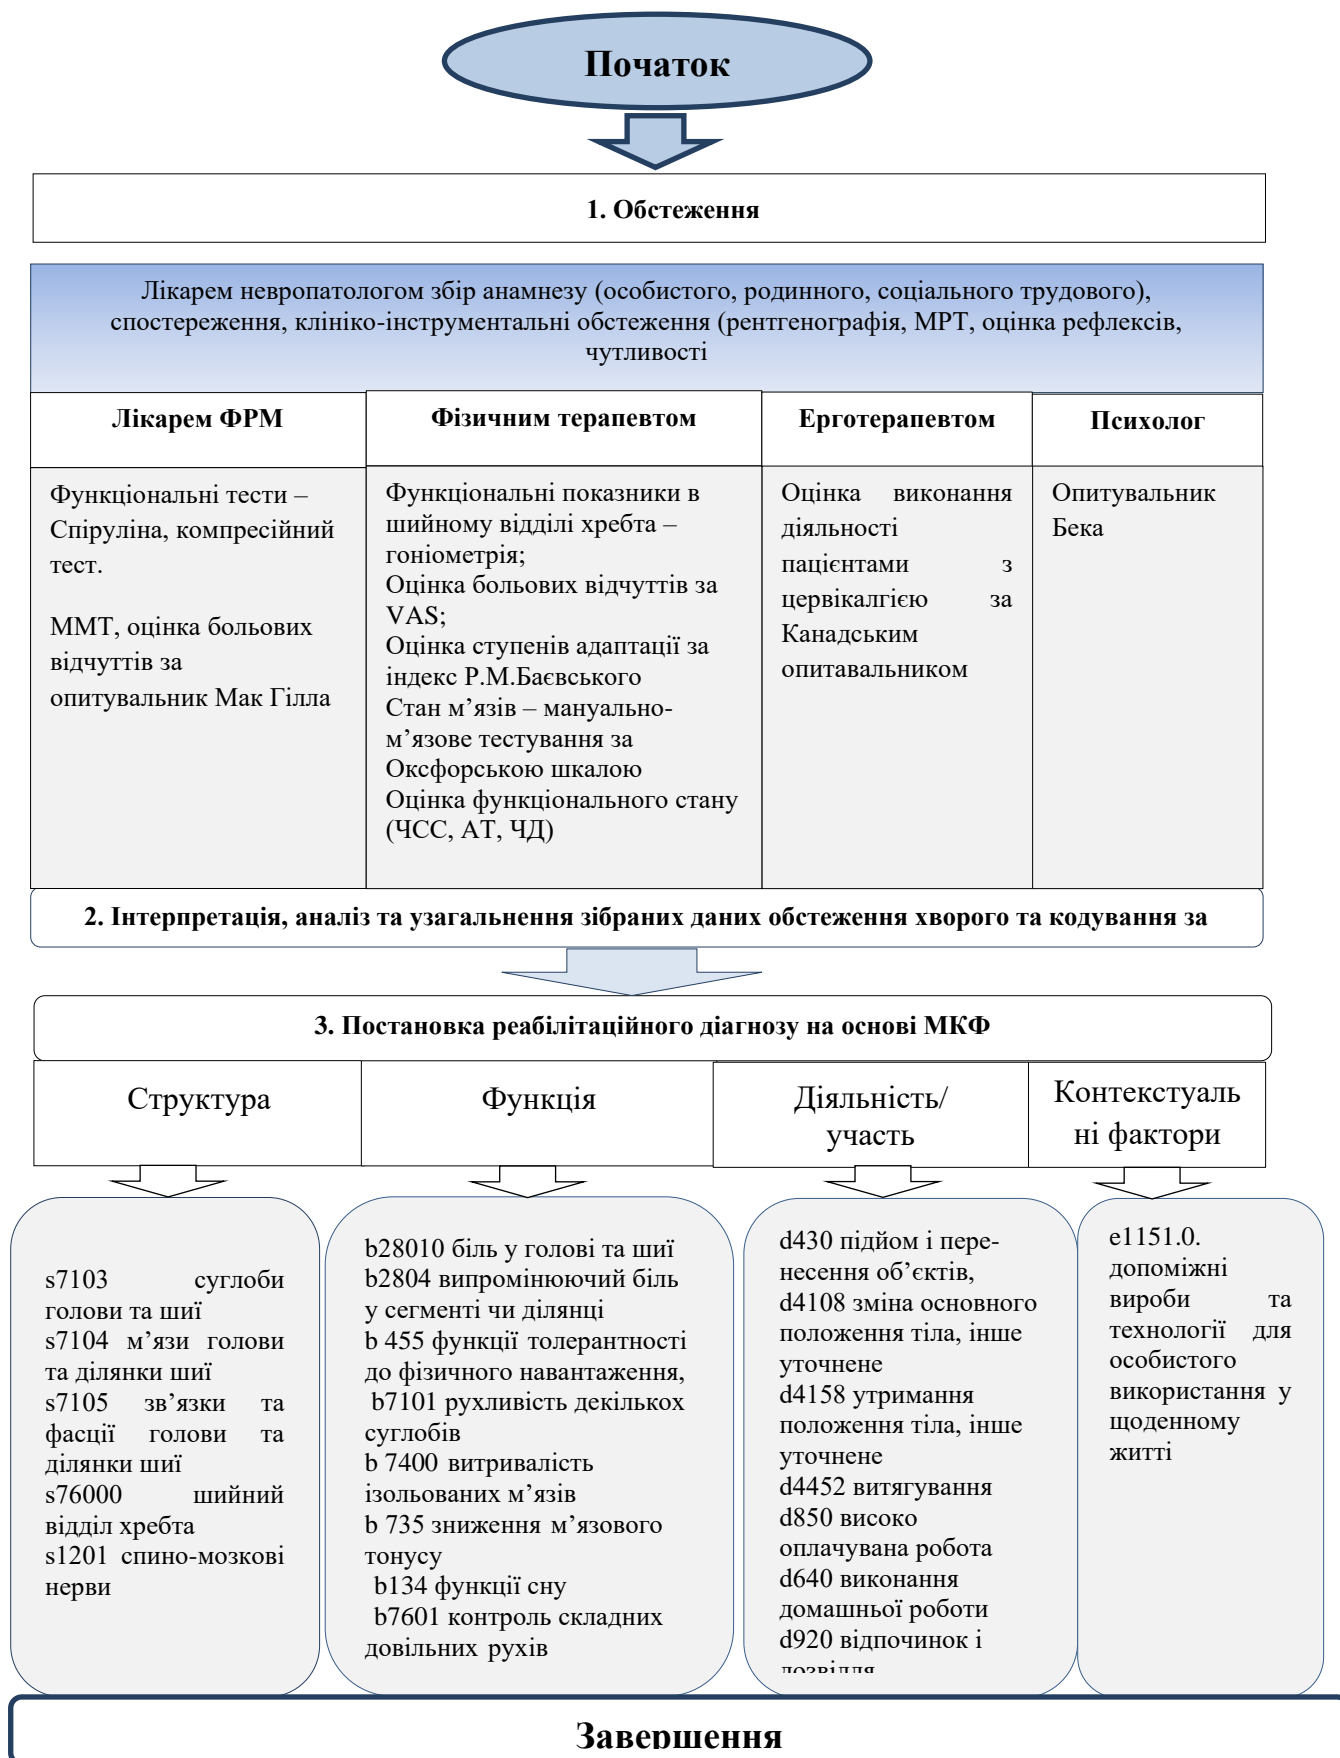 Початок
1. Обстеження
Лікарем невропатологом збір анамнезу (особистого, родинного, соціального трудового),
спостереження, клініко-інструментальні обстеження (рентгенографія, МРТ, оцінка рефлексів,
чутливості
Лікарем ФРМ
Фізичним терапевтом
Ерготерапевтом
Психолог
Функціональні тести –
Спіруліна, компресійний
тест.
ММТ, оцінка больових
відчуттів за
опитувальник Мак Гілла
Функціональні показники в
шийному відділі хребта –
гоніометрія;
Оцінка больових відчуттів за
VAS;
Оцінка ступенів адаптації за
індекс Р.М.Баєвського
Стан м’язів – мануально-
м’язове тестування за
Оксфорською шкалою
Оцінка функціонального стану
(ЧСС, АТ, ЧД)
Оцінка виконання
діяльності
пацієнтами з
цервікалгією за
Канадським
опитавальником
Опитувальник
Бека
2. Інтерпретація, аналіз та узагальнення зібраних даних обстеження хворого та кодування за
3. Постановка реабілітаційного діагнозу на основі МКФ
Структура
Функція
Діяльність/
участь
Контекстуаль
ні фактори
s7103 суглоби
голови та шиї
s7104 м’язи голови
та ділянки шиї
s7105 зв’язки та
фасції голови та
ділянки шиї
s76000 шийний
відділ хребта
s1201 спино-мозкові
нерви
b28010 біль у голові та шиї
b2804 випромінюючий біль
у сегменті чи ділянці
b 455 функції толерантності
до фізичного навантаження,
b7101 рухливість декількох
суглобів
b 7400 витривалість
ізольованих м’язів
b 735 зниження м’язового
тонусу
b134 функції сну
b7601 контроль складних
довільних рухів
d430 підйом і пере-
несення об’єктів,
d4108 зміна основного
положення тіла, інше
уточнене
d4158 утримання
положення тіла, інше
уточнене
d4452 витягування
d850 високо
оплачувана робота
d640 виконання
домашньої роботи
d920 відпочинок і
дозвілля
e1151.0.
допоміжні
вироби та
технології для
особистого
використання у
щоденному
житті
Завершення